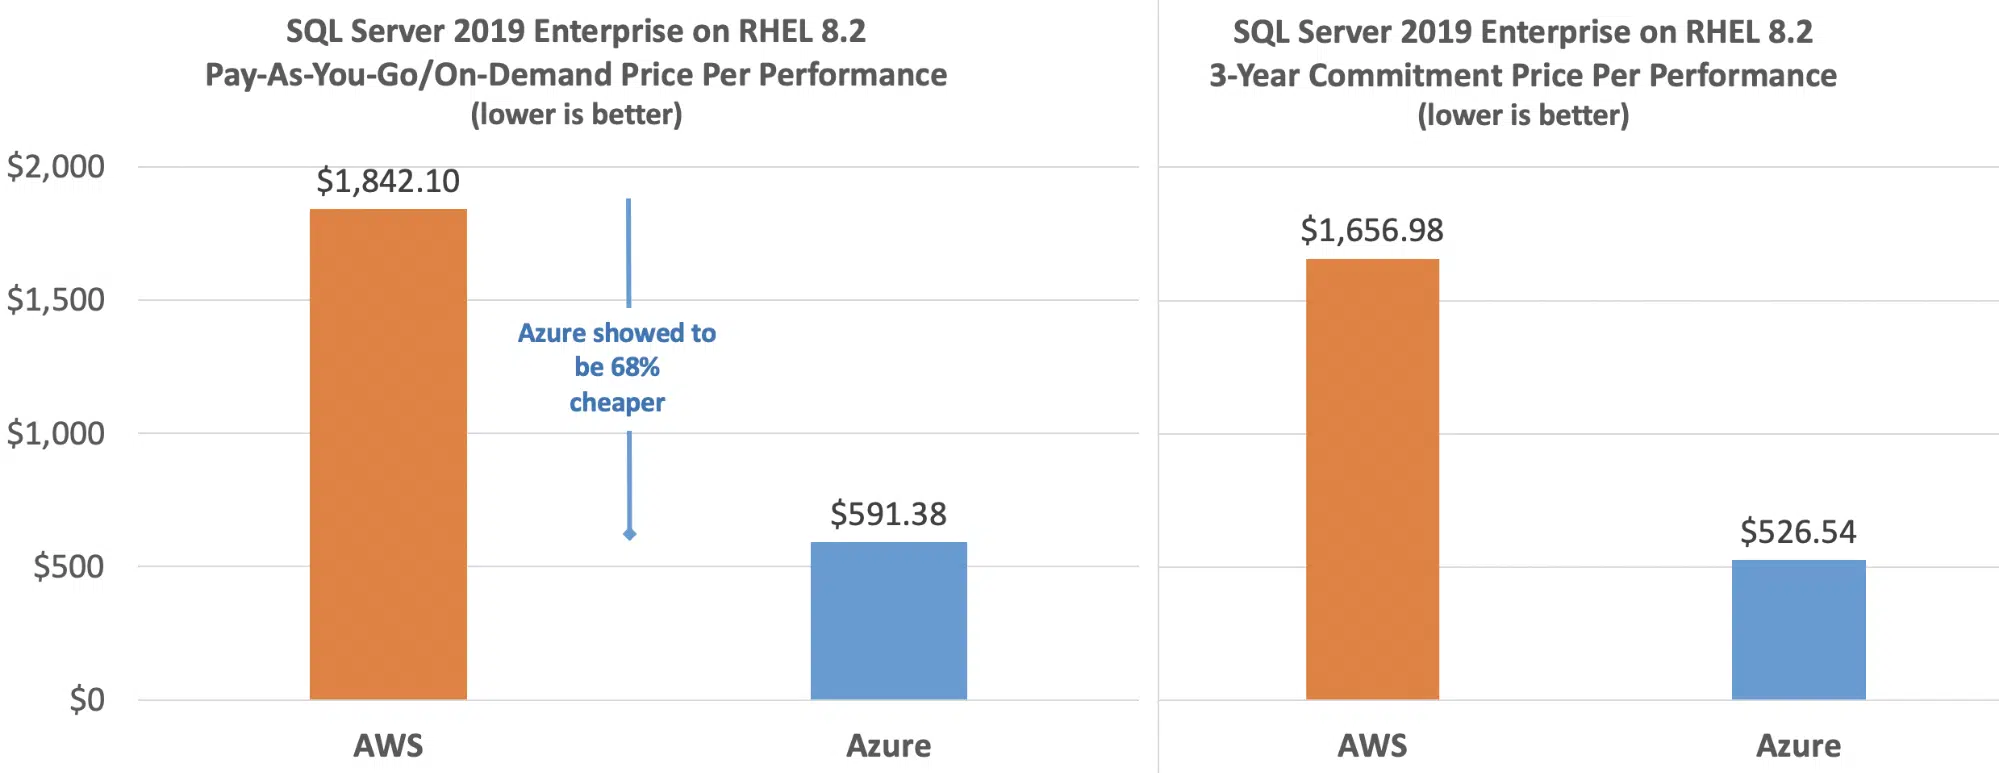 SQL Server 2019 Enterprise on RHEL 8.2
Pay-As-You-Go/On-Demand Price Per Performance
(lower is better)
$2,000
$1,500
$1,000
$500
$0
$1,842.10
Azure showed to
be 68%
cheaper
$591.38
AWS
Azure
SQL Server 2019 Enterprise on RHEL 8.2
3-Year Commitment Price Per Performance
(lower is better)
$1,656.98
$526.54
AWS
Azure